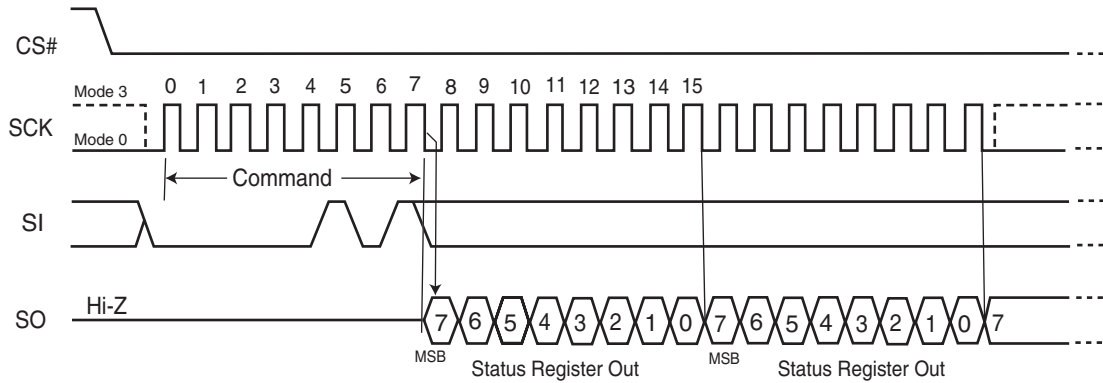 CS#
Mode 3
0 1 2 3 4 5 6 7 8 9 10 11 12 13 14 15
SCK
Mode 0
Command
SI
Hi-Z
SO
7 6 5 4 3 2 1 0 7 6 5 4 3 2 1 0 7
MSB
Status Register Out
MSB
Status Register Out